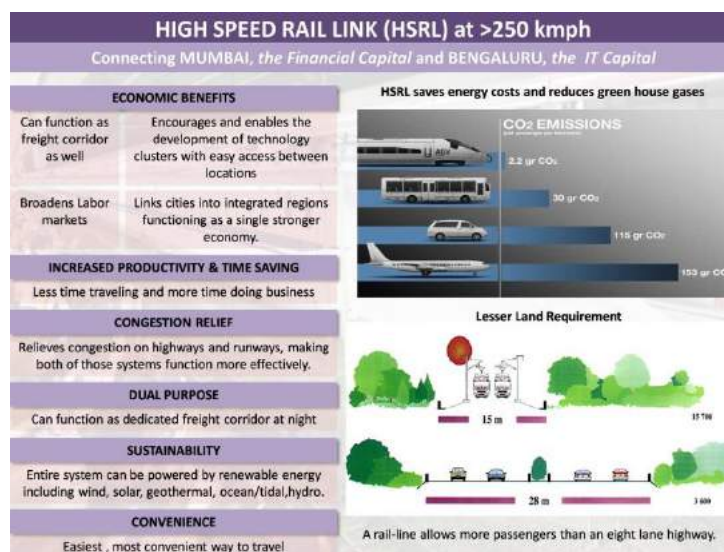 HIGH SPEED RAIL LINK (HSRL) at >250 kmph
Connecting MUMBAI, the Financial Capital and BENGALURU, the IT Capital
ECONOMIC BENEFITS
Can function as
freight corridor
as well
Encourages and enables the
development of technology
clusters with easy access between
locations
Broadens Labor
markets
Links cities into integrated regions
functioning as a single stronger
economy.
INCREASED PRODUCTIVITY & TIME SAVING
Less time traveling and more time doing business
CONGESTION RELIEF
Relieves congestion on highways and runways, making
both of those systems function more effectively.
DUAL PURPOSE
Can function as dedicated freight corridor at night
SUSTAINABILITY
Entire system can be powered by renewable energy
including wind, solar, geothermal, ocean/tidal,hydro.
CONVENIENCE
Easiest , most convenient way to travel
HSRL saves energy costs and reduces green house gases
CO2 EMISSIONS
AGV
2.2 gr CO2
30 gr CO2
115 gr CO2
153 gr CO
Lesser Land Requirement
15 m
15 700
28 m
3 600
A rail-line allows more passengers than an eight lane highway.